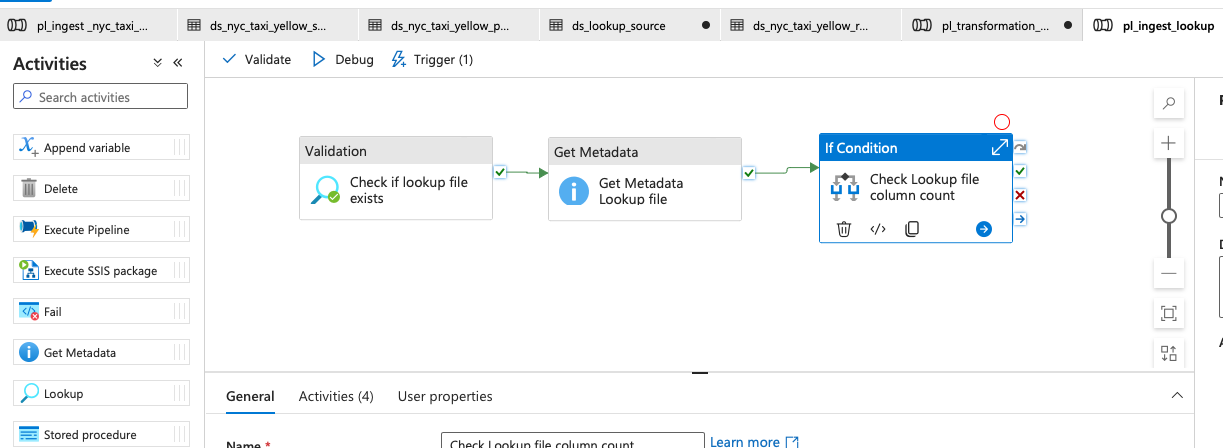 pl_ingest _nyc_taxi_...
ds_nyc_taxi_yellow_s...
ds_nyc_taxi_yellow_p...
ds_lookup_source
ds_nyc_taxi_yellow_r...
pl_transformation_...
pl_ingest_lookup
Activities
Validate
Debug
Trigger (1)
Search activities
Append variable
Delete
Execute Pipeline
Execute SSIS package
Fail
Get Metadata
Lookup
Stored procedure
Validation
Check if lookup file
exists
Get Metadata
Get Metadata
Lookup file
If Condition
Check Lookup file
column count
General
Activities (4)
User properties
Name *
Check Lookup file column count
Learn more